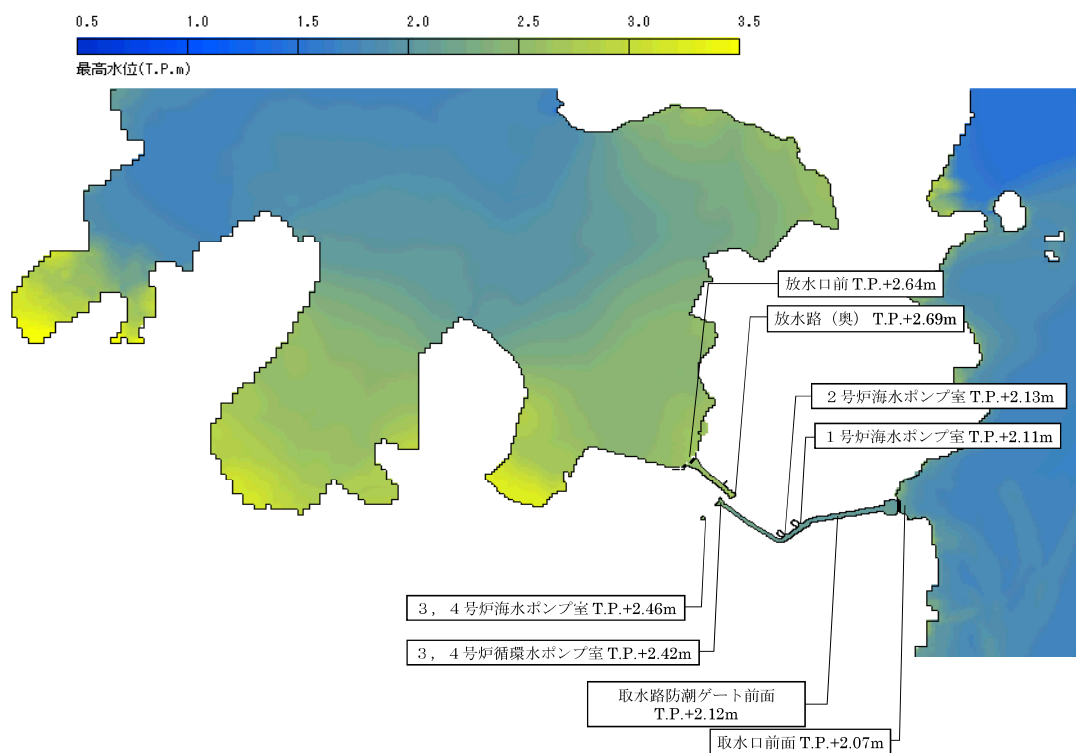 0.5 1.0 1.5 2.0 2.5 3.0 3.5
最高水位(T.P.m)
放水口前 T.P.+2.64m
放水路（奥） T.P.+2.69m
２号炉海水ポンプ室 T.P.+2.13m
１号炉海水ポンプ室 T.P.+2.11m
３，４号炉海水ポンプ室 T.P.+2.46m
３，４号炉循環水ポンプ室 T.P.+2.42m
取水路防潮ゲート前面
T.P.+2.12m
取水口前面 T.P.+2.07m